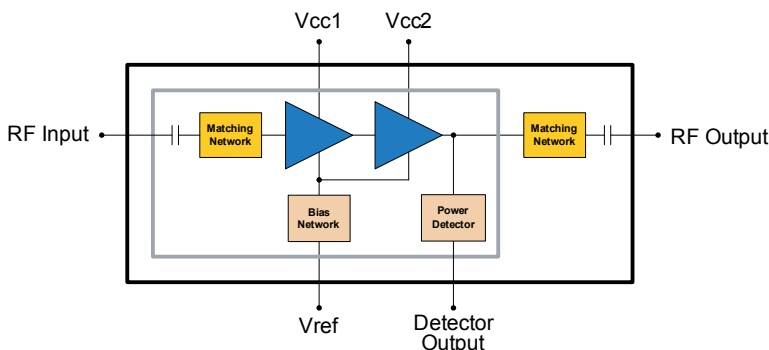 Vcc1
Vcc2
RF Input
Matching
Network
Matching
Network
RF Output
Bias
Network
Power
Detector
Vref
Detector
Output